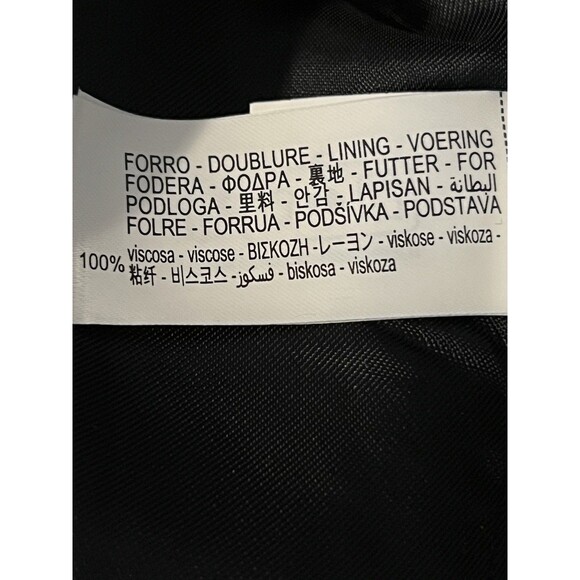 FORRO - DOUBLURE - LINING - VOERING
FODERA - ΦΟΔΡΑ - 裏地 - FUTTER - FOR
PODLOGA - 里料 - 안감 - LAPISAN - البطانة
FOLRE - FORRUA - PODŠÍVKA - PODSTAVA
100% viscosa - viscose - ΒΙΣΚΟΖΗ -レーヨン - viskose - viskoza -
粘纤 - 비스코스 - فسكوز - biskosa - viskoza